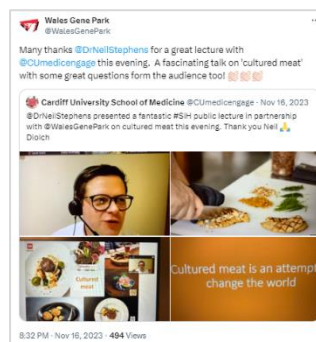 Wales Gene Park
@WalesGenePark
Many thanks @DrNeilStephens for a great lecture with
@CUmedicengage this evening.  A fascinating talk on 'cultured meat'
with some great questions form the audience too! 👏🏻👏🏻👏🏻
Cardiff University School of Medicine @CUmedicengage · Nov 16, 2023
@DrNeilStephens presented a fantastic #SIH public lecture in partnership
with @WalesGenePark on cultured meat this evening. Thank you Neil 🙏
Diolch
Cultured
meat
Cultured meat is an attempt
change the world
8:32 PM · Nov 16, 2023 · 494 Views